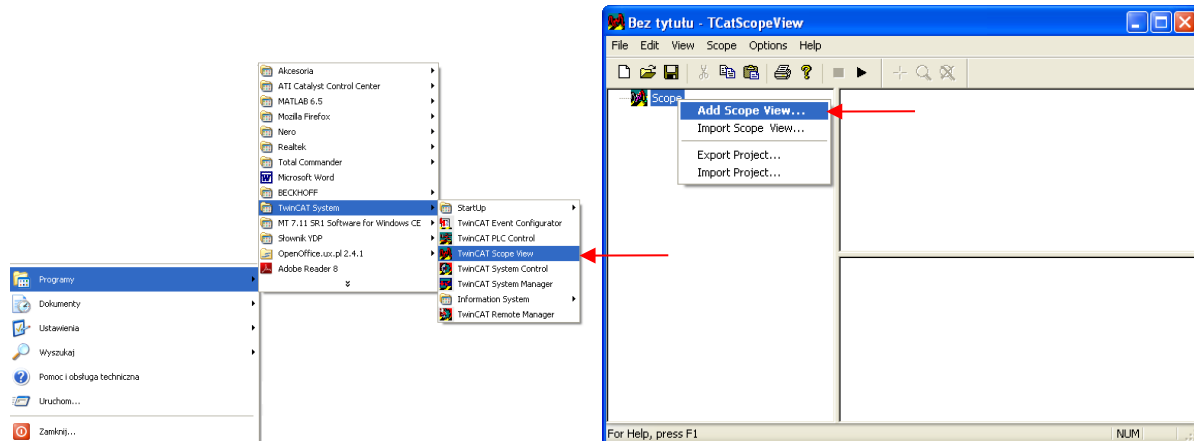 Akcesoria
ATI Catalyst Control Center
MATLAB 6.5
Mozilla Firefox
Nero
Realtek
Total Commander
Microsoft Word
BECKHOFF
TwinCAT System
MT 7.11 SR1 Software for Windows CE
Słownik YDP
OpenOffice.ux.pl 2.4.1
Adobe Reader 8
StartUp
TwinCAT Event Configurator
TwinCAT PLC Control
TwinCAT Scope View
TwinCAT System Control
TwinCAT System Manager
Information System
TwinCAT Remote Manager
Programy
Dokumenty
Ustawienia
Wyszukaj
Pomoc i obsługa techniczna
Uruchom...
Zamknij...
Bez tytułu - TCatScopeView
File Edit View Scope Options Help
Scope
Add Scope View...
Import Scope View...
Export Project...
Import Project...
For Help, press F1
NUM